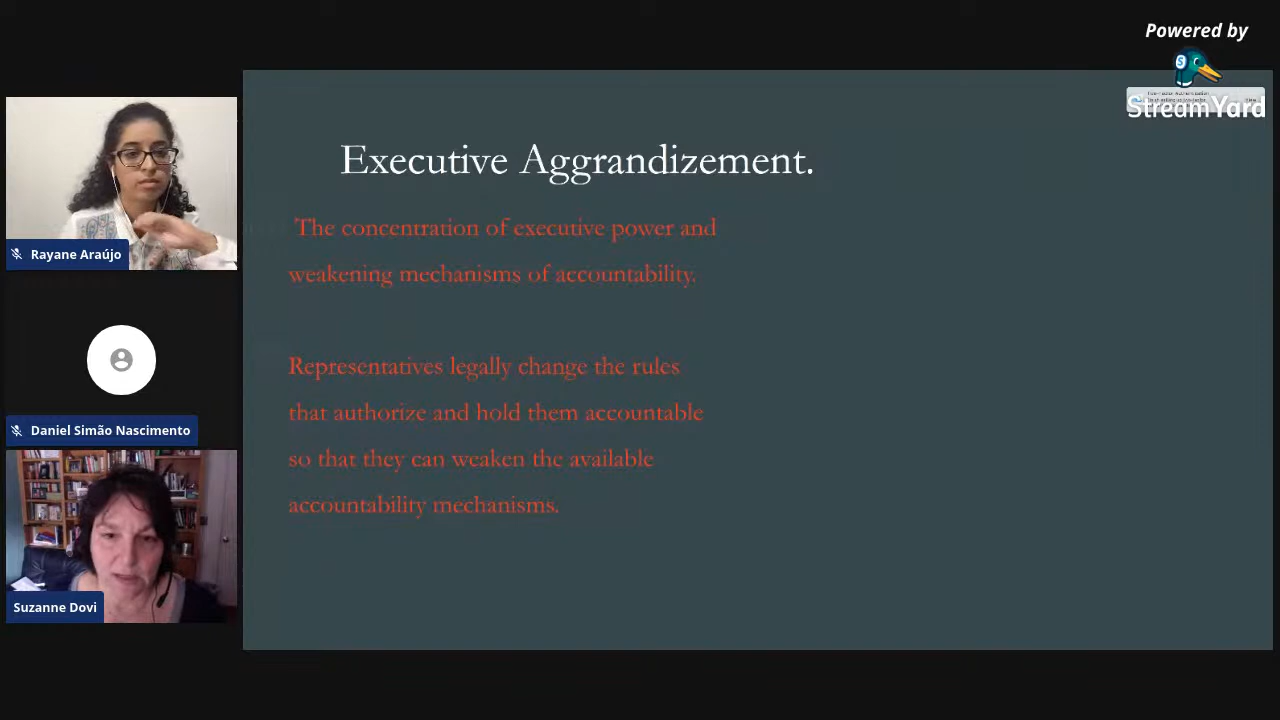 Powered by
StreamYard
Executive Aggrandizement.
The concentration of executive power and
weakening mechanisms of accountability.
Representatives legally change the rules
that authorize and hold them accountable
so that they can weaken the available
accountability mechanisms.
Rayane Araújo
Daniel Simão Nascimento
Suzanne Dovi